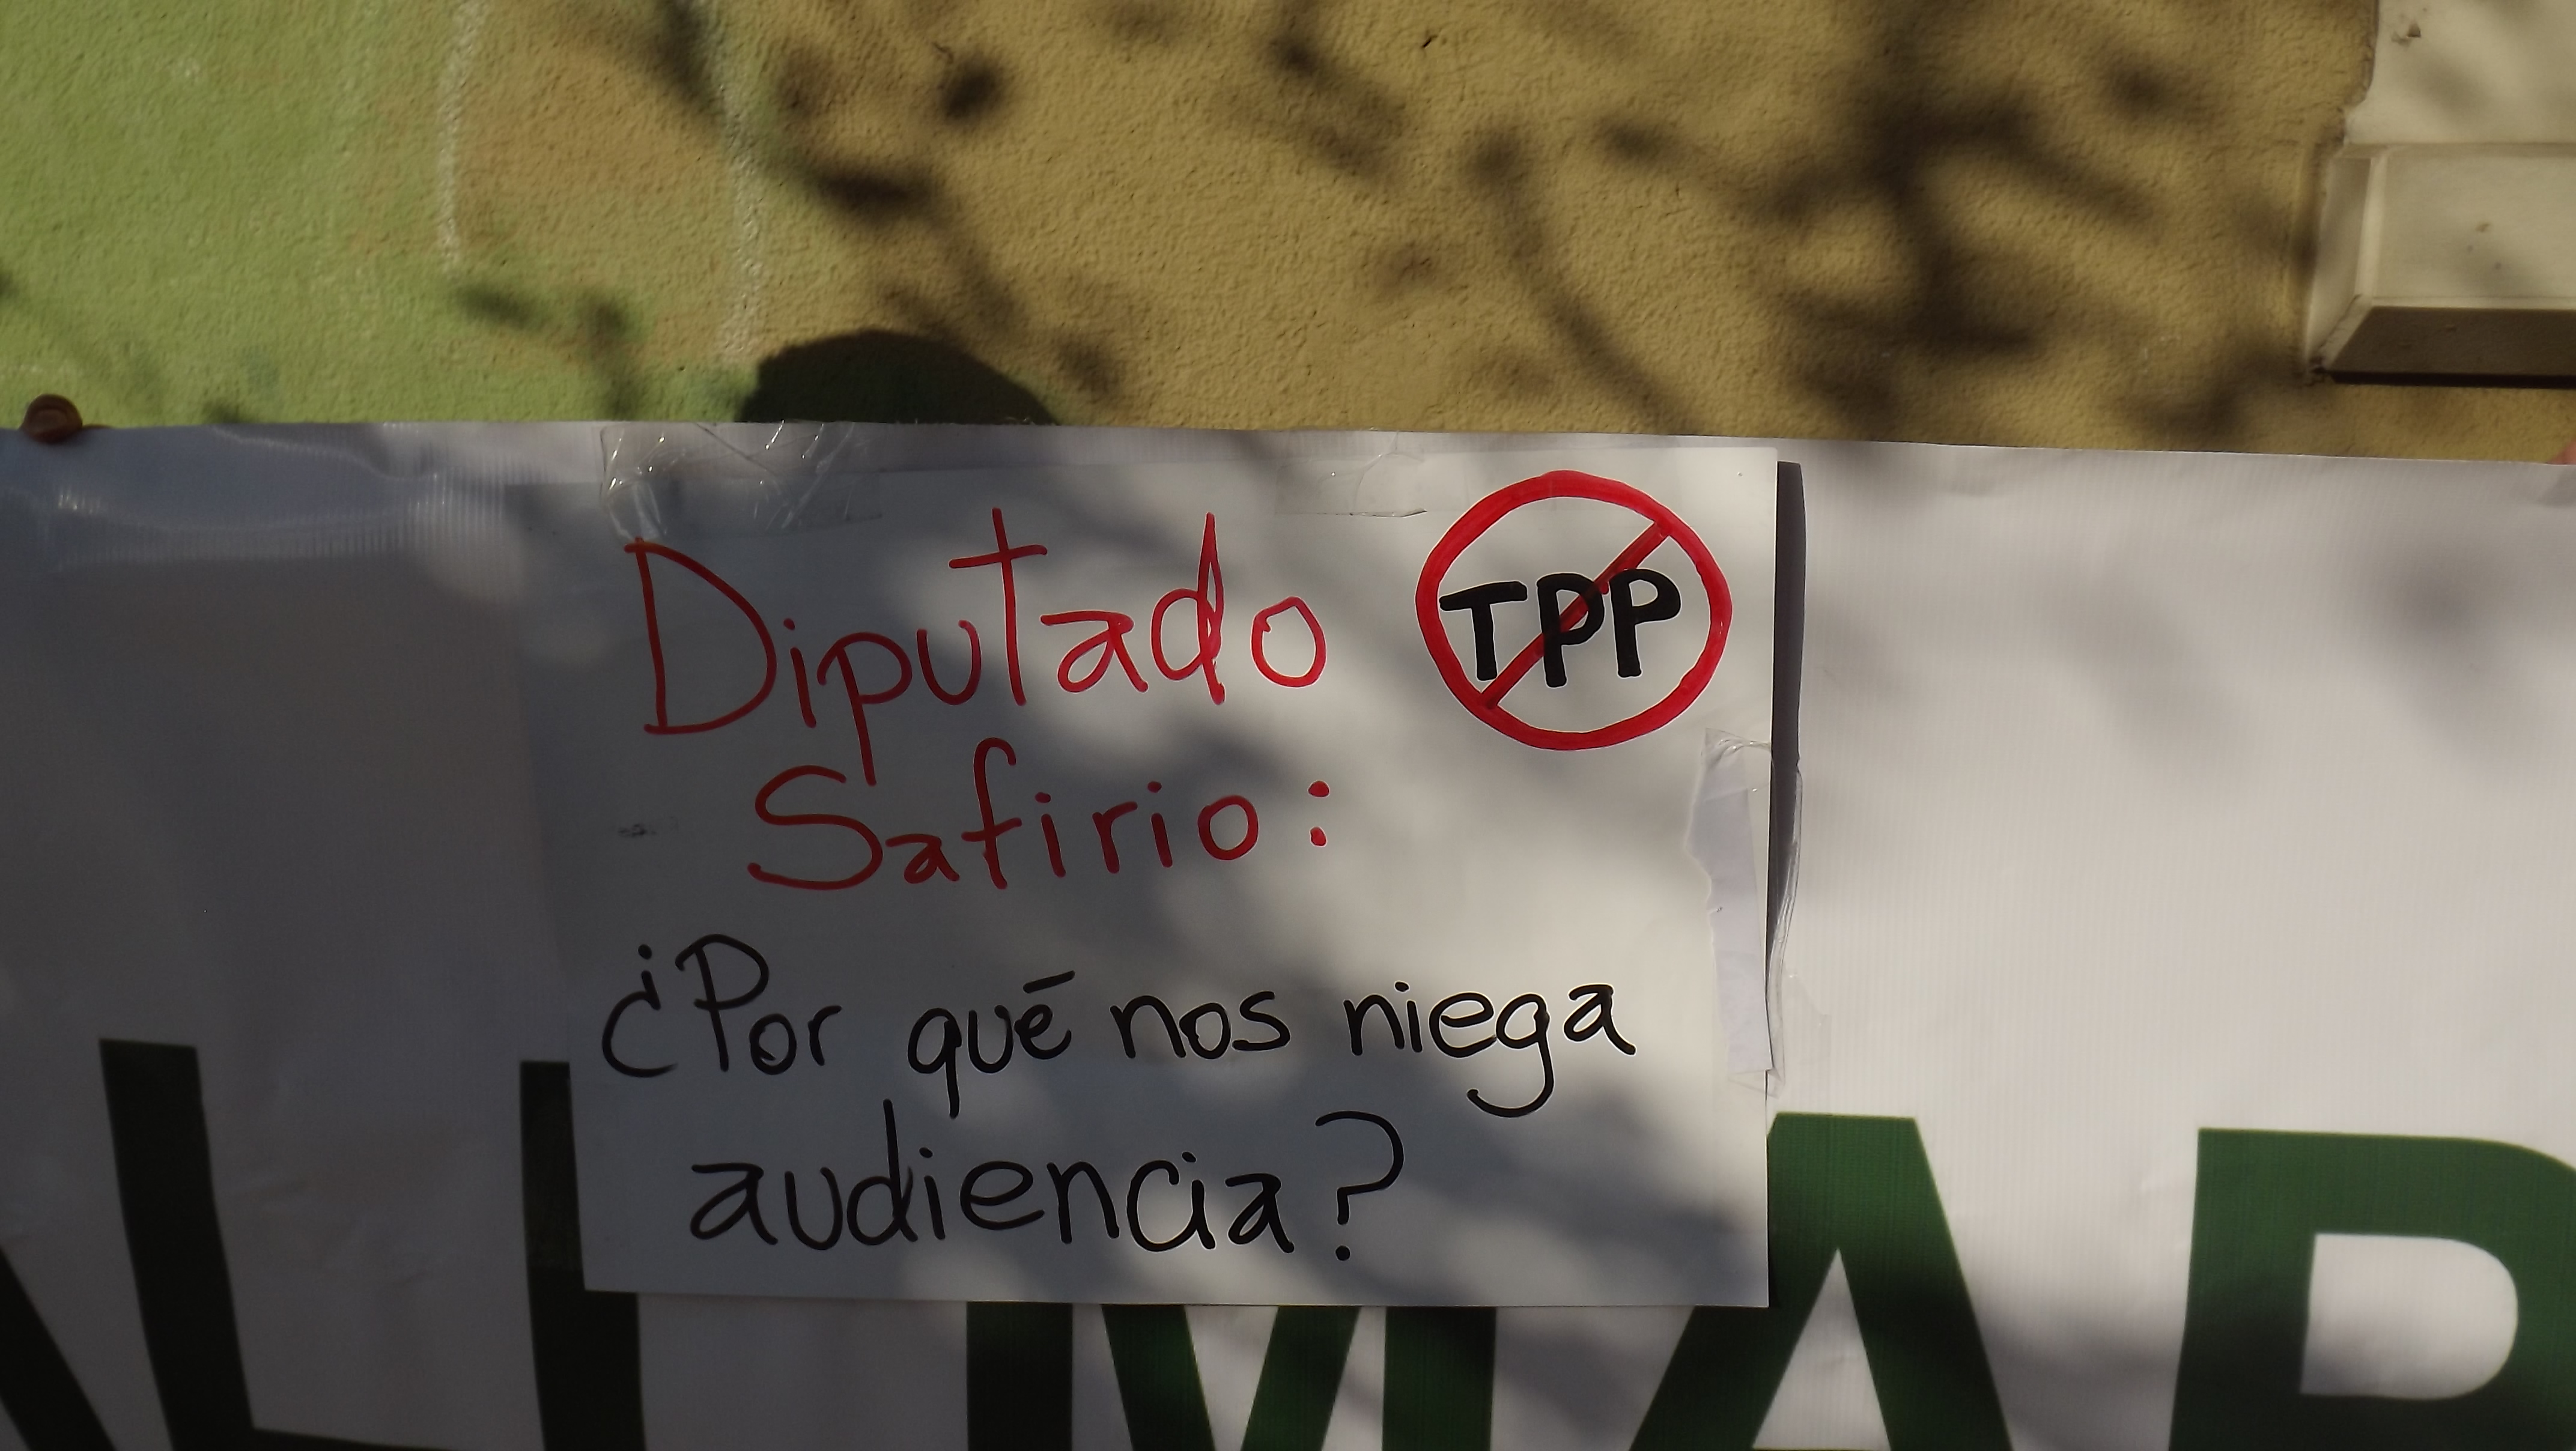 Diputado
Safirio:
TPP
¿Por qué nos niega
audiencia?